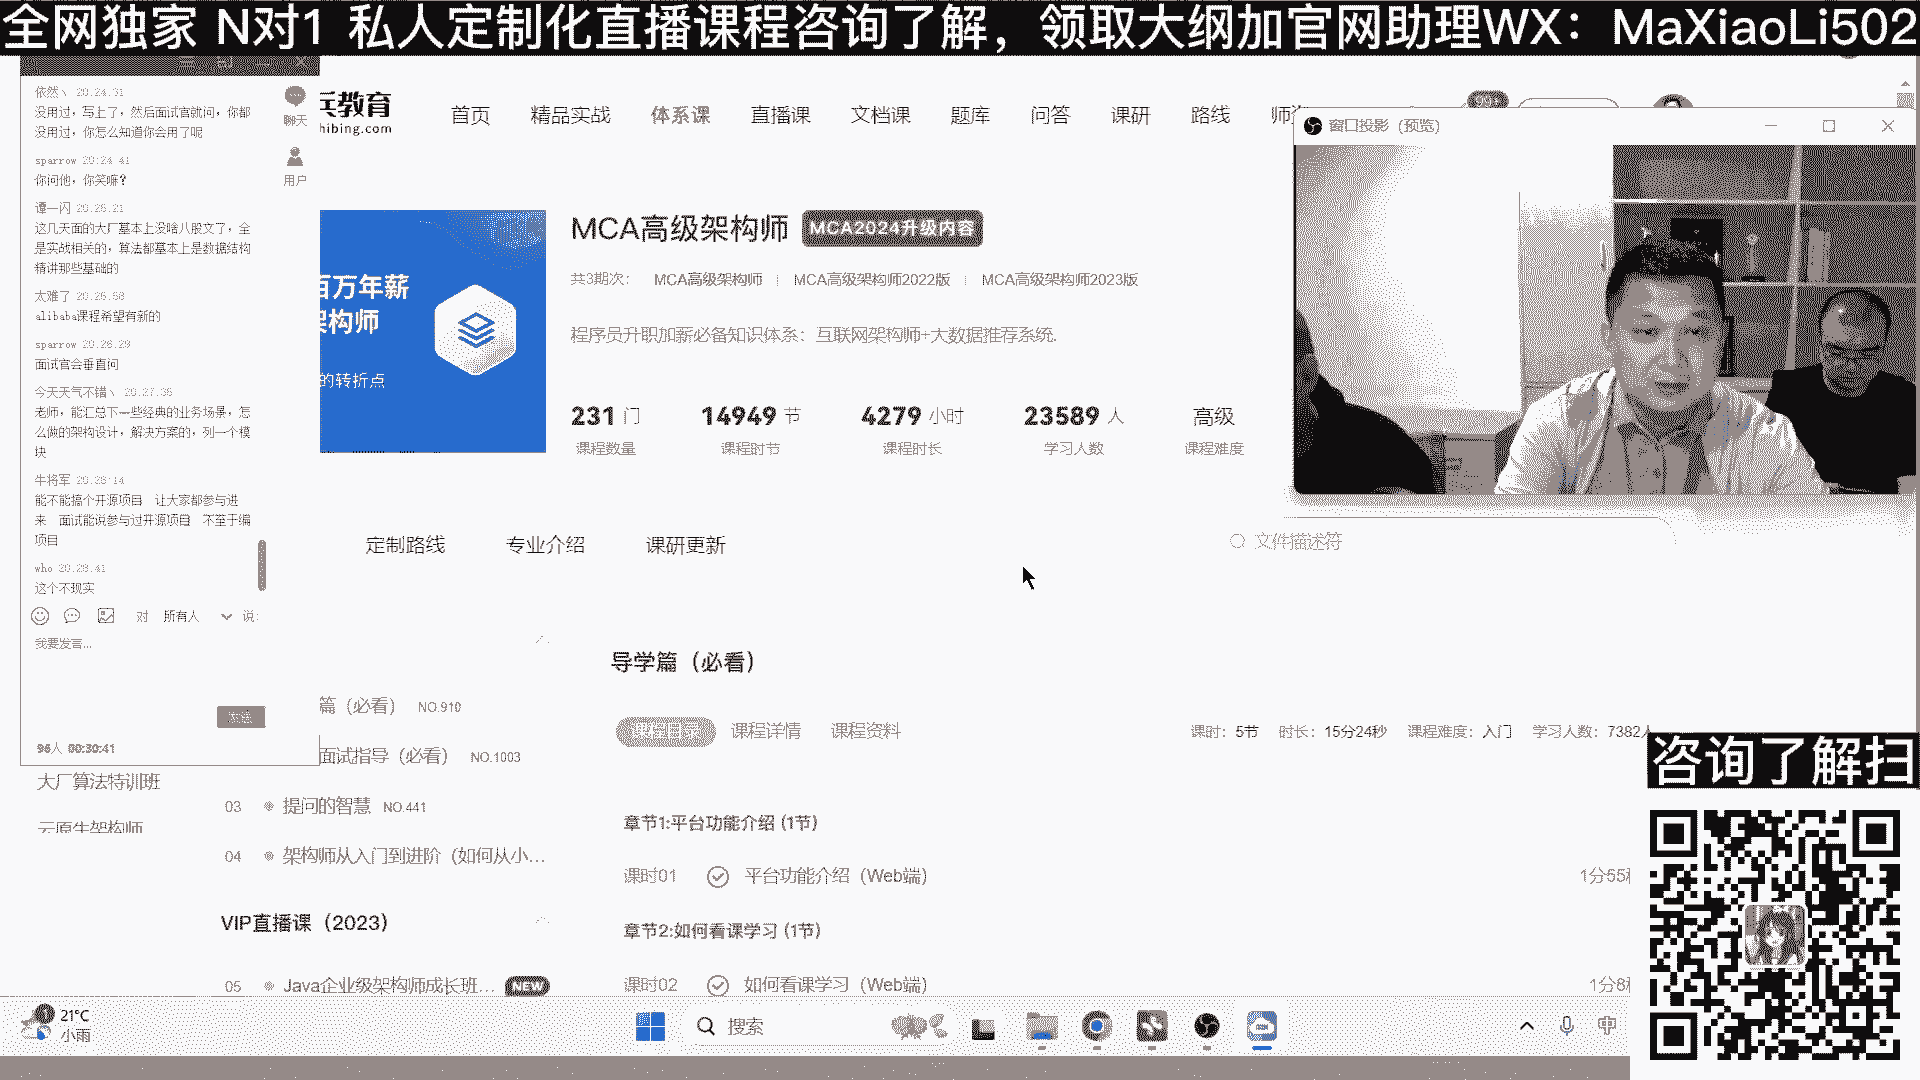 全网独家 N对1 私人定制化直播课程咨询了解，领取大纲加官网助理WX：MaXiaoLi502
依然丶 20:24:31
没用过，写上了，然后面试官就问，你都
没用过，你怎么知道你会用了呢
sparrow 20:24:41
你问他，你笑嘛？
谭一闪 20:25:21
这几天面的大厂基本上没啥八股文了，全
是实战相关的，算法都基本上是数据结构
精讲那些基础的
太难了 20:25:58
alibaba课程希望有新的
sparrow 20:26:29
面试官会垂直问
今天天气不错丶 20:27:35
老师，能汇总下一些经典的业务场景，怎
么做的架构设计，解决方案的，列一个模
块
牛将军 20:28:14
能不能搞个开源项目 让大家都参与进
来 面试能说参与过开源项目 不至于编
项目
who 20:28:41
这个不现实
聊天
用户
对 所有人 说:
我要发言...
发送
96人 00:30:41
兵教育
hibing.com
首页 精品实战 体系课 直播课 文档课 题库 问答 课研 路线
99+
窗口投影（预览）
百万年薪
架构师
的转折点
MCA高级架构师 MCA2024升级内容
共3期次： MCA高级架构师 | MCA高级架构师2022版 | MCA高级架构师2023版
程序员升职加薪必备知识体系：互联网架构师+大数据推荐系统.
231 门 14949 节 4279 小时 23589 人 高级
课程数量 课程时节 课程时长 学习人数 课程难度
定制路线 专业介绍 课研更新
文件描述符
篇（必看） NO.910
面试指导（必看） NO.1003
大厂算法特训班
云原生架构师
03 提问的智慧 NO.441
04 架构师从入门到进阶（如何从小...
VIP直播课（2023）
05 Java企业级架构师成长班... NEW
导学篇（必看）
课程目录 课程详情 课程资料
课时：5节 时长：15分24秒 课程难度：入门 学习人数：7382人
章节1:平台功能介绍 (1节)
课时01 平台功能介绍（Web端） 1分55秒
章节2:如何看课学习 (1节)
课时02 如何看课学习（Web端） 1分8秒
咨询了解扫
21°C
小雨
搜索
中